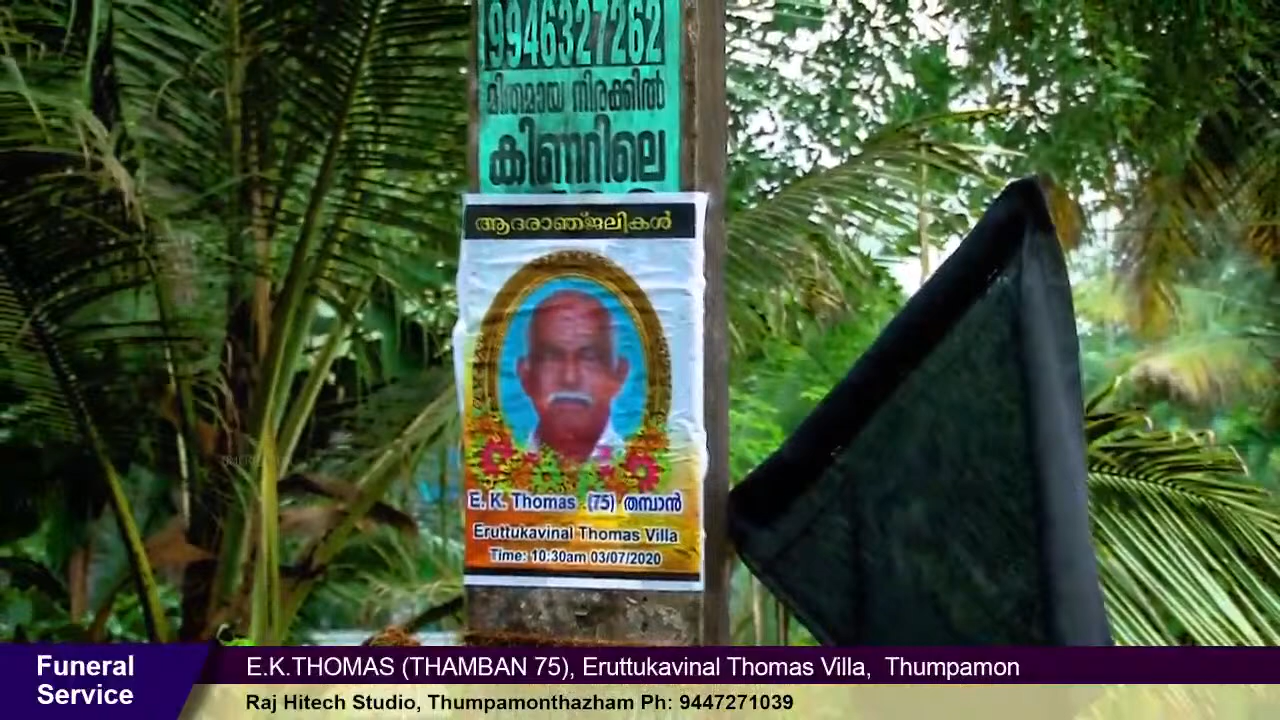 9946327262
മിതമായ നിരക്കിൽ
കിണറിലെ
ആദരാഞ്ജലികൾ
E. K. Thomas (75) തമ്പാൻ
Eruttukavinal Thomas Villa
Time: 10:30am 03/07/2020
Funeral
Service
E.K.THOMAS (THAMBAN 75), Eruttukavinal Thomas Villa, Thumpamon
Raj Hitech Studio, Thumpamonthazham Ph: 9447271039